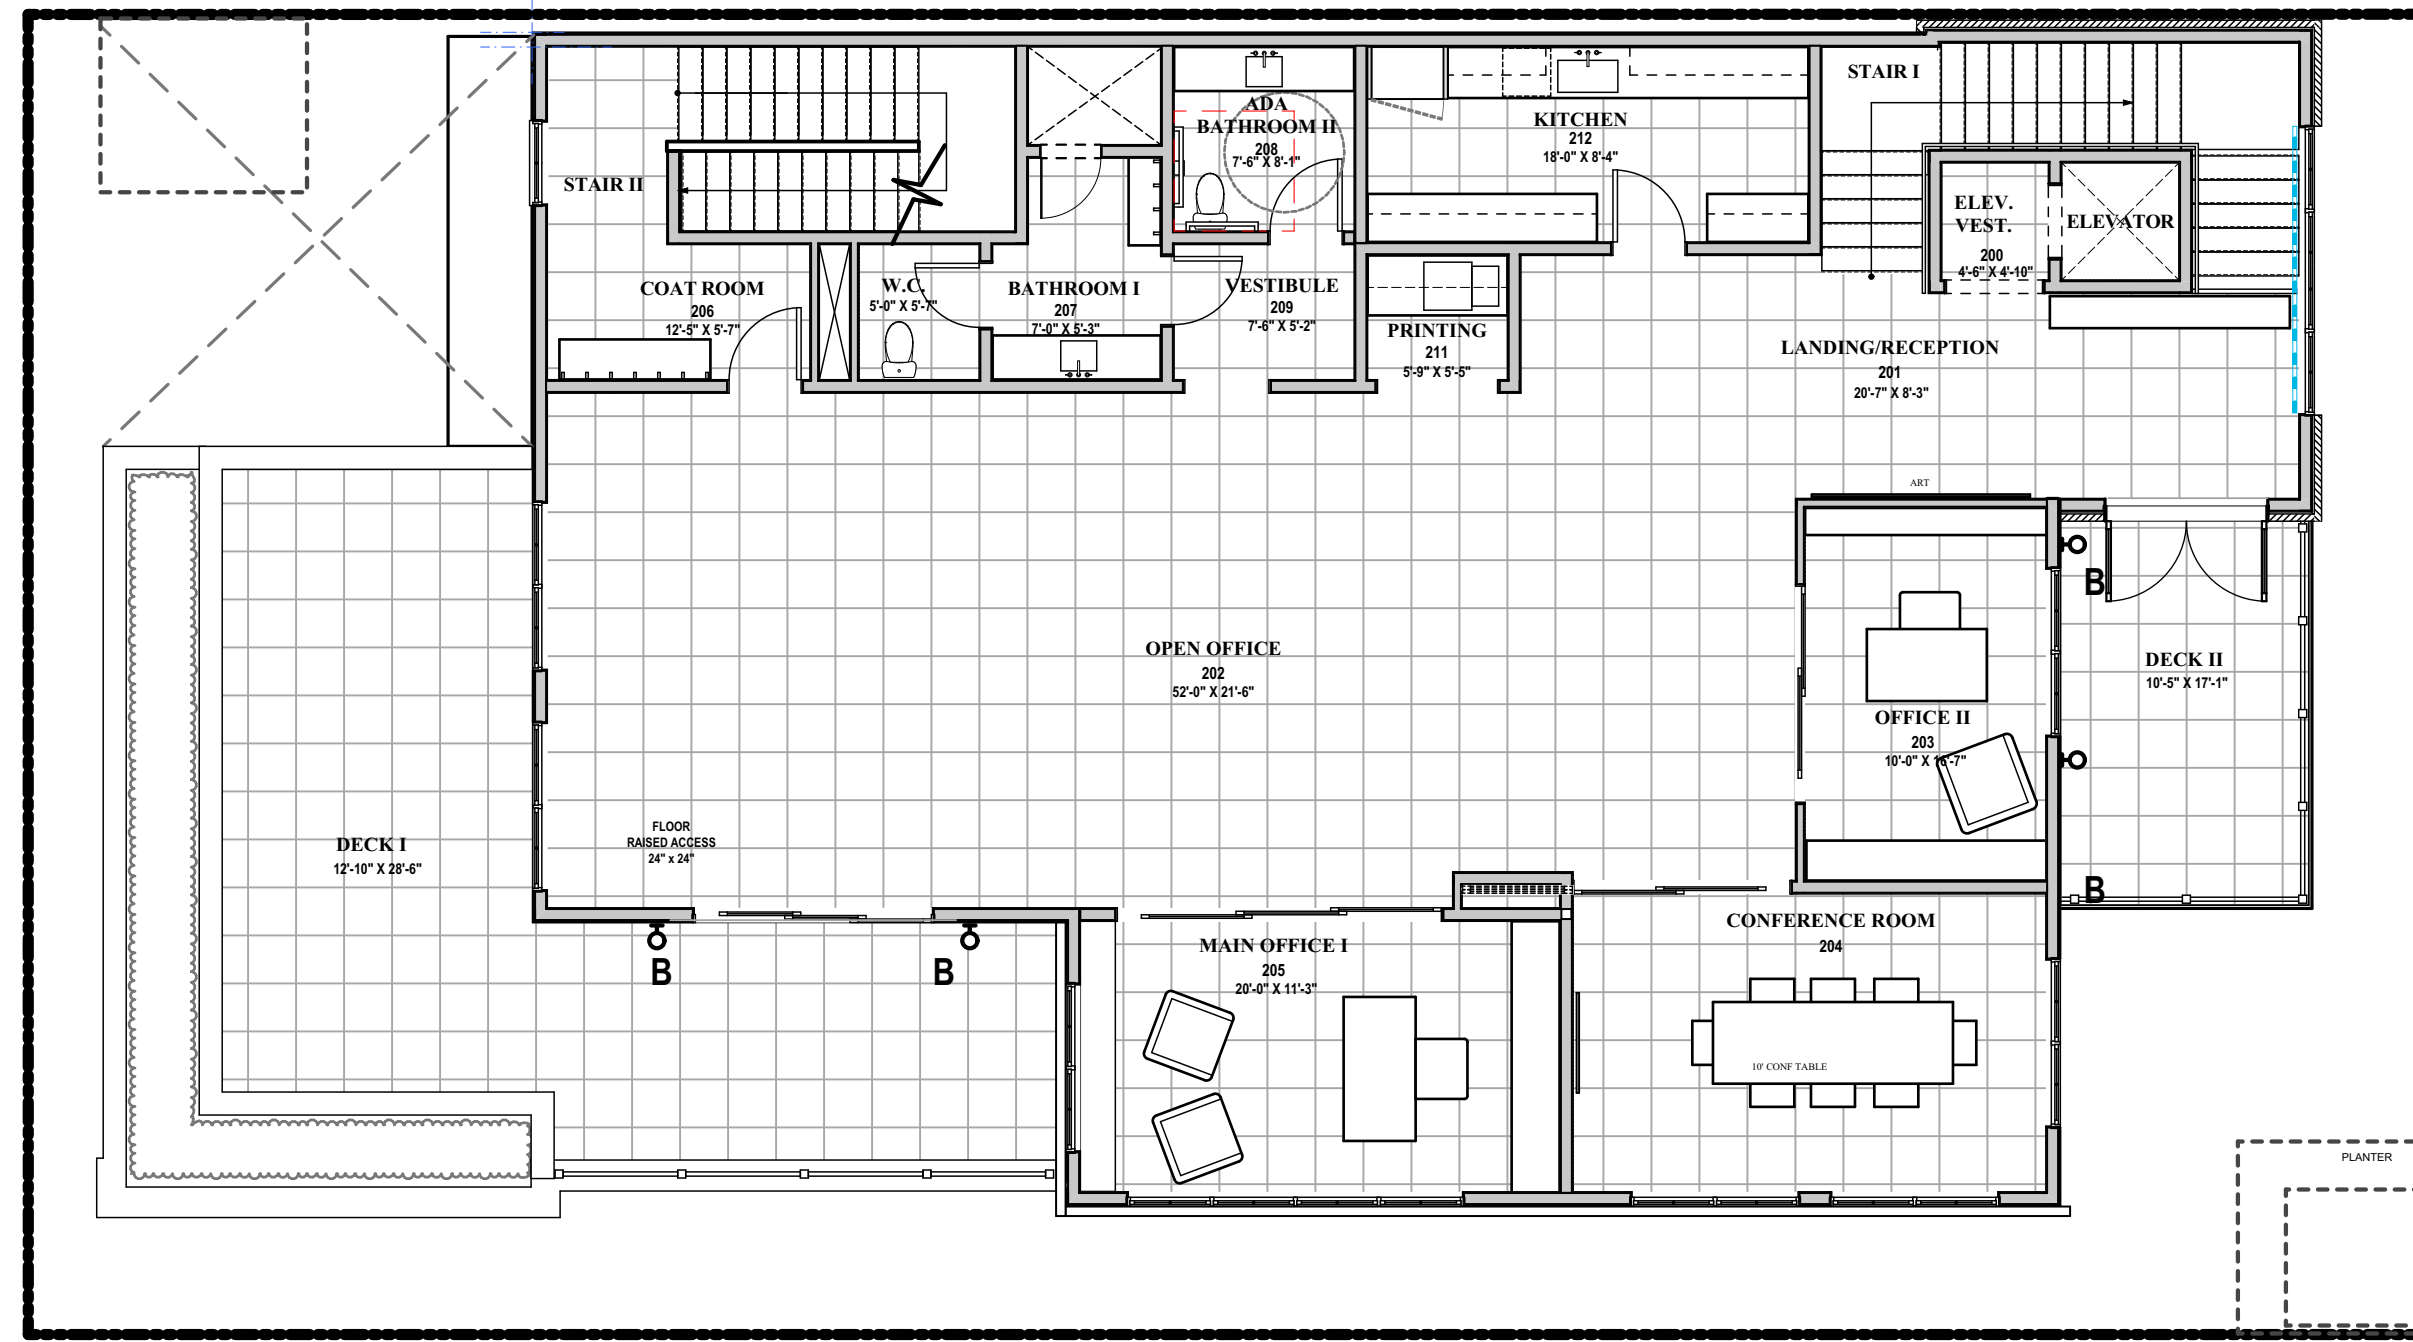 STAIR I
ADA
BATHROOM II
208
7'-6" X 8'-1"
KITCHEN
212
18'-0" X 8'-4"
STAIR II
ELEV.
VEST.
200
4'-6" X 4'-10"
ELEVATOR
COAT ROOM
206
12'-5" X 5'-7"
W.C.
5'-0" X 5'-7"
BATHROOM I
207
7'-0" X 5'-3"
VESTIBULE
209
7'-6" X 5'-2"
PRINTING
211
5'-9" X 5'-5"
LANDING/RECEPTION
201
20'-7" X 8'-3"
ART
B
OPEN OFFICE
202
52'-0" X 21'-6"
DECK II
10'-5" X 17'-1"
OFFICE II
203
10'-0" X 16'-7"
FLOOR
RAISED ACCESS
24" x 24"
DECK I
12'-10" X 28'-6"
B
CONFERENCE ROOM
204
MAIN OFFICE I
205
20'-0" X 11'-3"
B
B
10' CONF TABLE
PLANTER